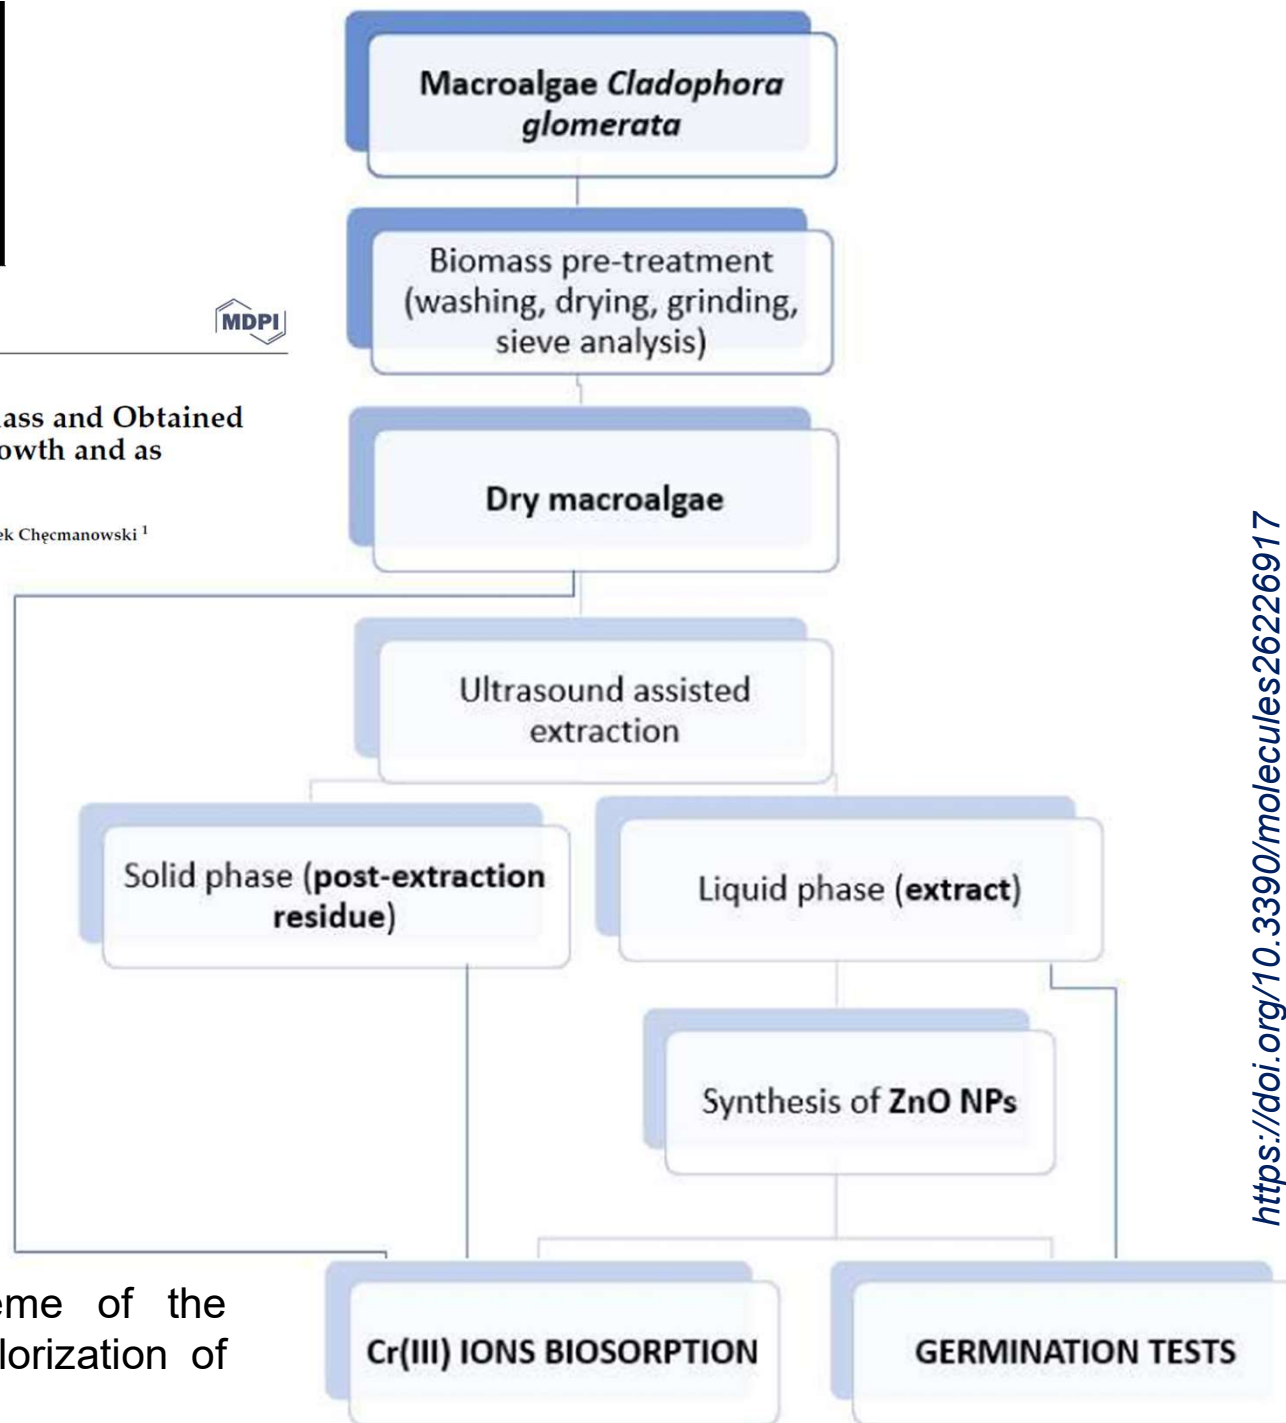 MDPI
ass and Obtained
owth and as
ek Chęcmanowski 1
Macroalgae Cladophora
glomerata
Biomass pre-treatment
(washing, drying, grinding,
sieve analysis)
Dry macroalgae
Ultrasound assisted
extraction
Solid phase (post-extraction
residue)
Liquid phase (extract)
Synthesis of ZnO NPs
Cr(III) IONS BIOSORPTION
GERMINATION TESTS
eme of the
lorization of
https://doi.org/10.3390/molecules26226917